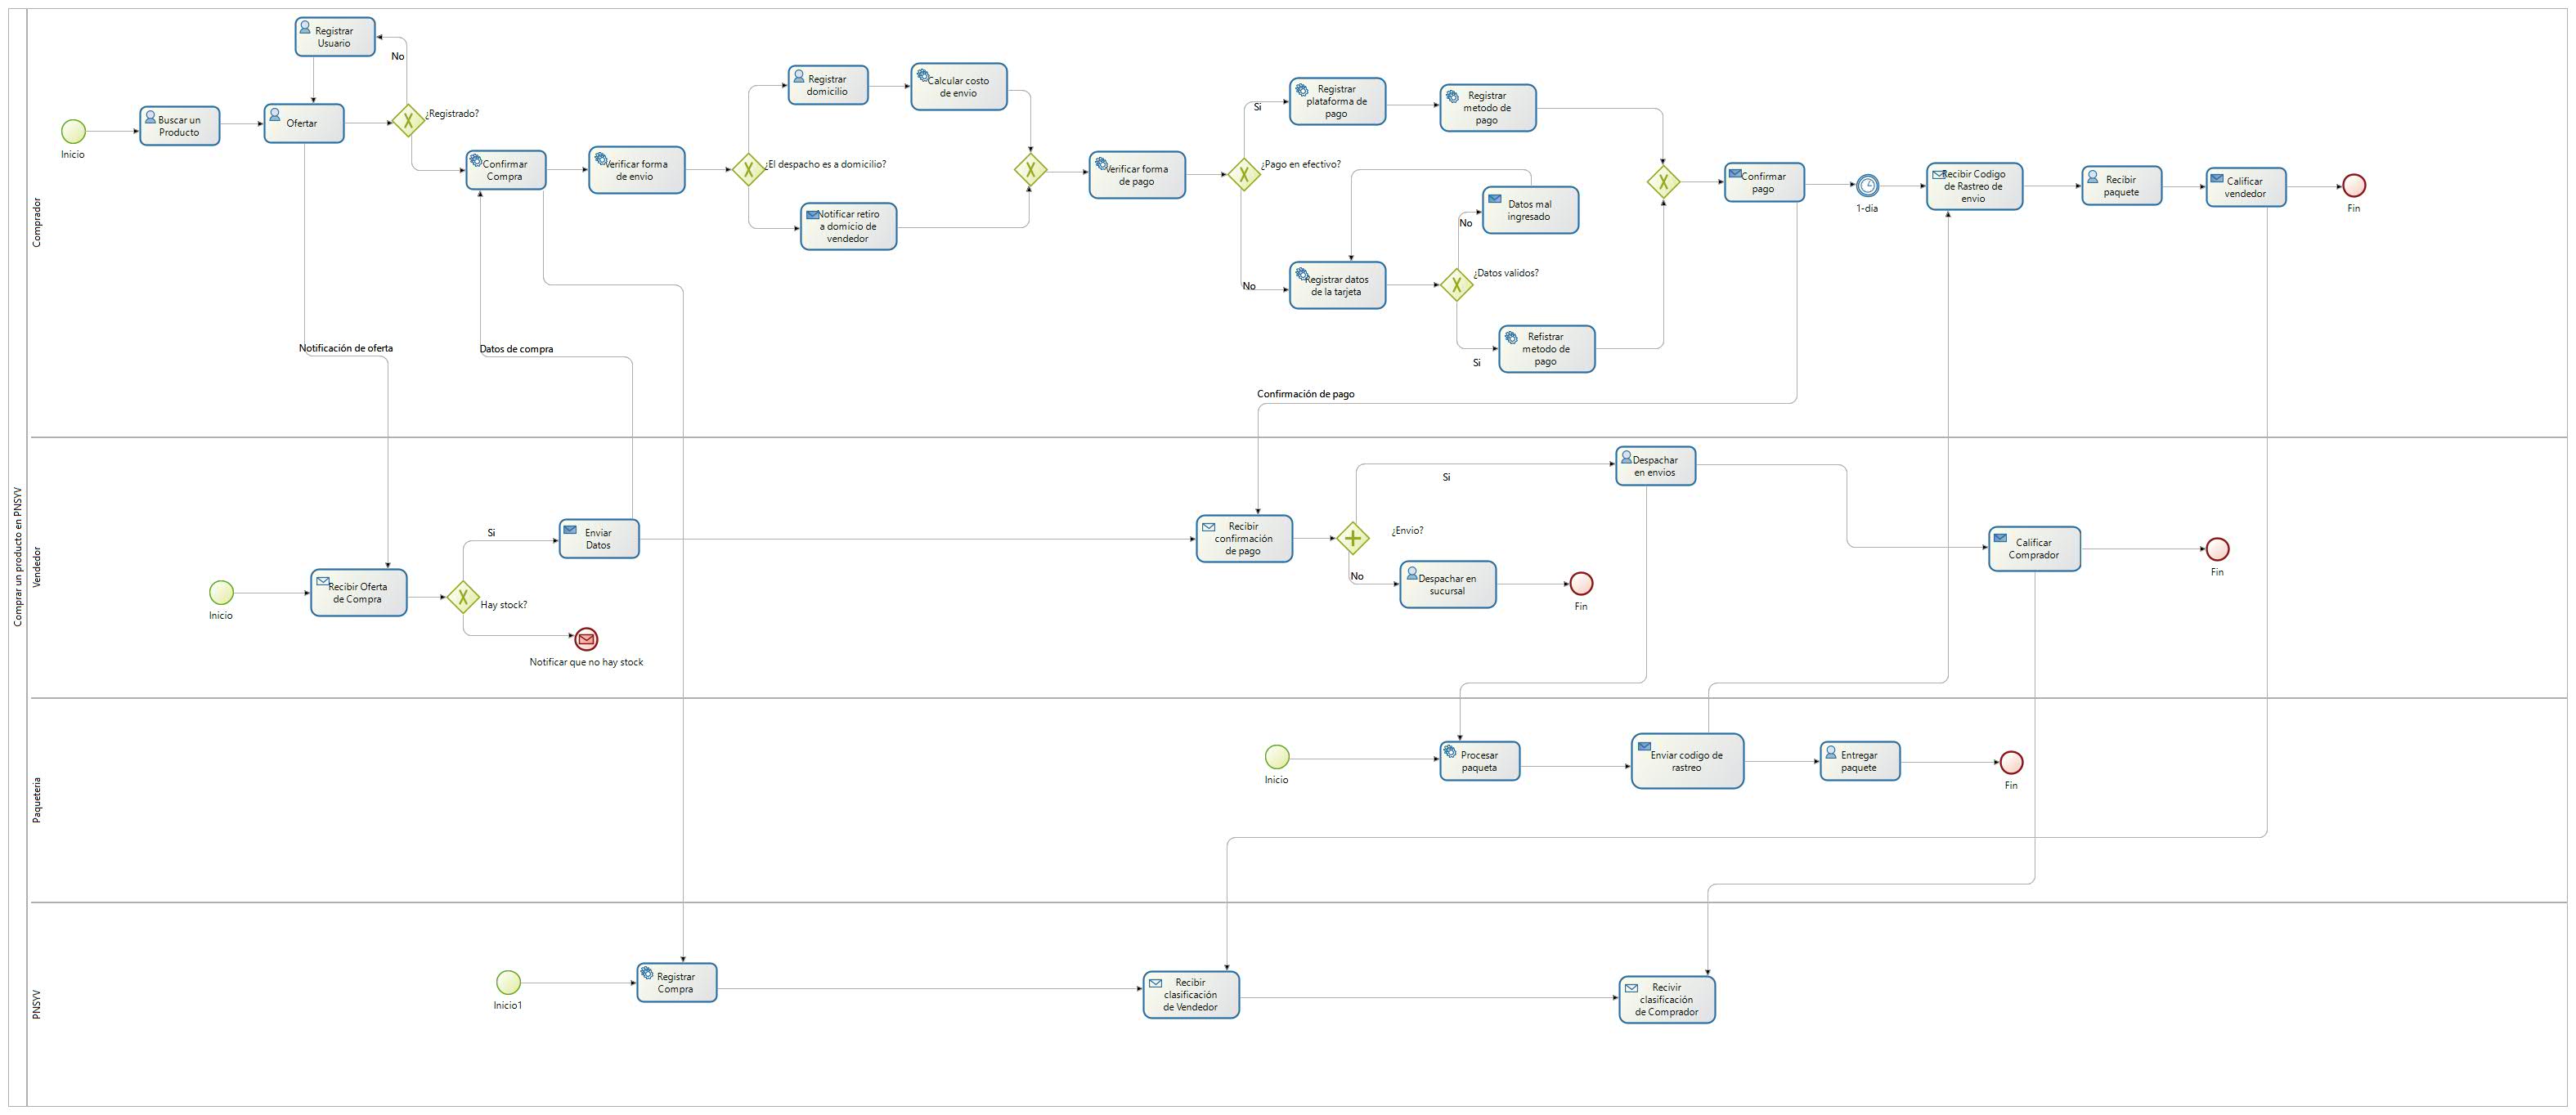 Comprar un producto en PNSYV
Comprador
Inicio
Buscar un
Producto
Registrar
Usuario
Ofertar
No
¿Registrado?
Confirmar
Compra
Verificar forma
de envio
¿El despacho es a domicilio?
Registrar
domicilio
Calcular costo
de envio
Notificar retiro
a domicio de
vendedor
Verificar forma
de pago
¿Pago en efectivo?
Si
Registrar
plataforma de
pago
Registrar
metodo de
pago
No
Registrar datos
de la tarjeta
¿Datos validos?
No
Datos mal
ingresado
Si
Refistrar
metodo de
pago
Confirmar
pago
1-dia
Recibir Codigo
de Rastreo de
envio
Recibir
paquete
Calificar
vendedor
Fin
Notificación de oferta
Datos de compra
Confirmación de pago
Vendedor
Inicio
Recibir Oferta
de Compra
Hay stock?
Si
Enviar
Datos
Notificar que no hay stock
Recibir
confirmación
de pago
¿Envio?
Si
Despachar
en envios
No
Despachar en
sucursal
Fin
Calificar
Comprador
Fin
Paqueteria
Inicio
Procesar
paqueta
Enviar codigo de
rastreo
Entregar
paquete
Fin
PNSYV
Inicio1
Registrar
Compra
Recibir
clasificación
de Vendedor
Recivir
clasificación
de Comprador